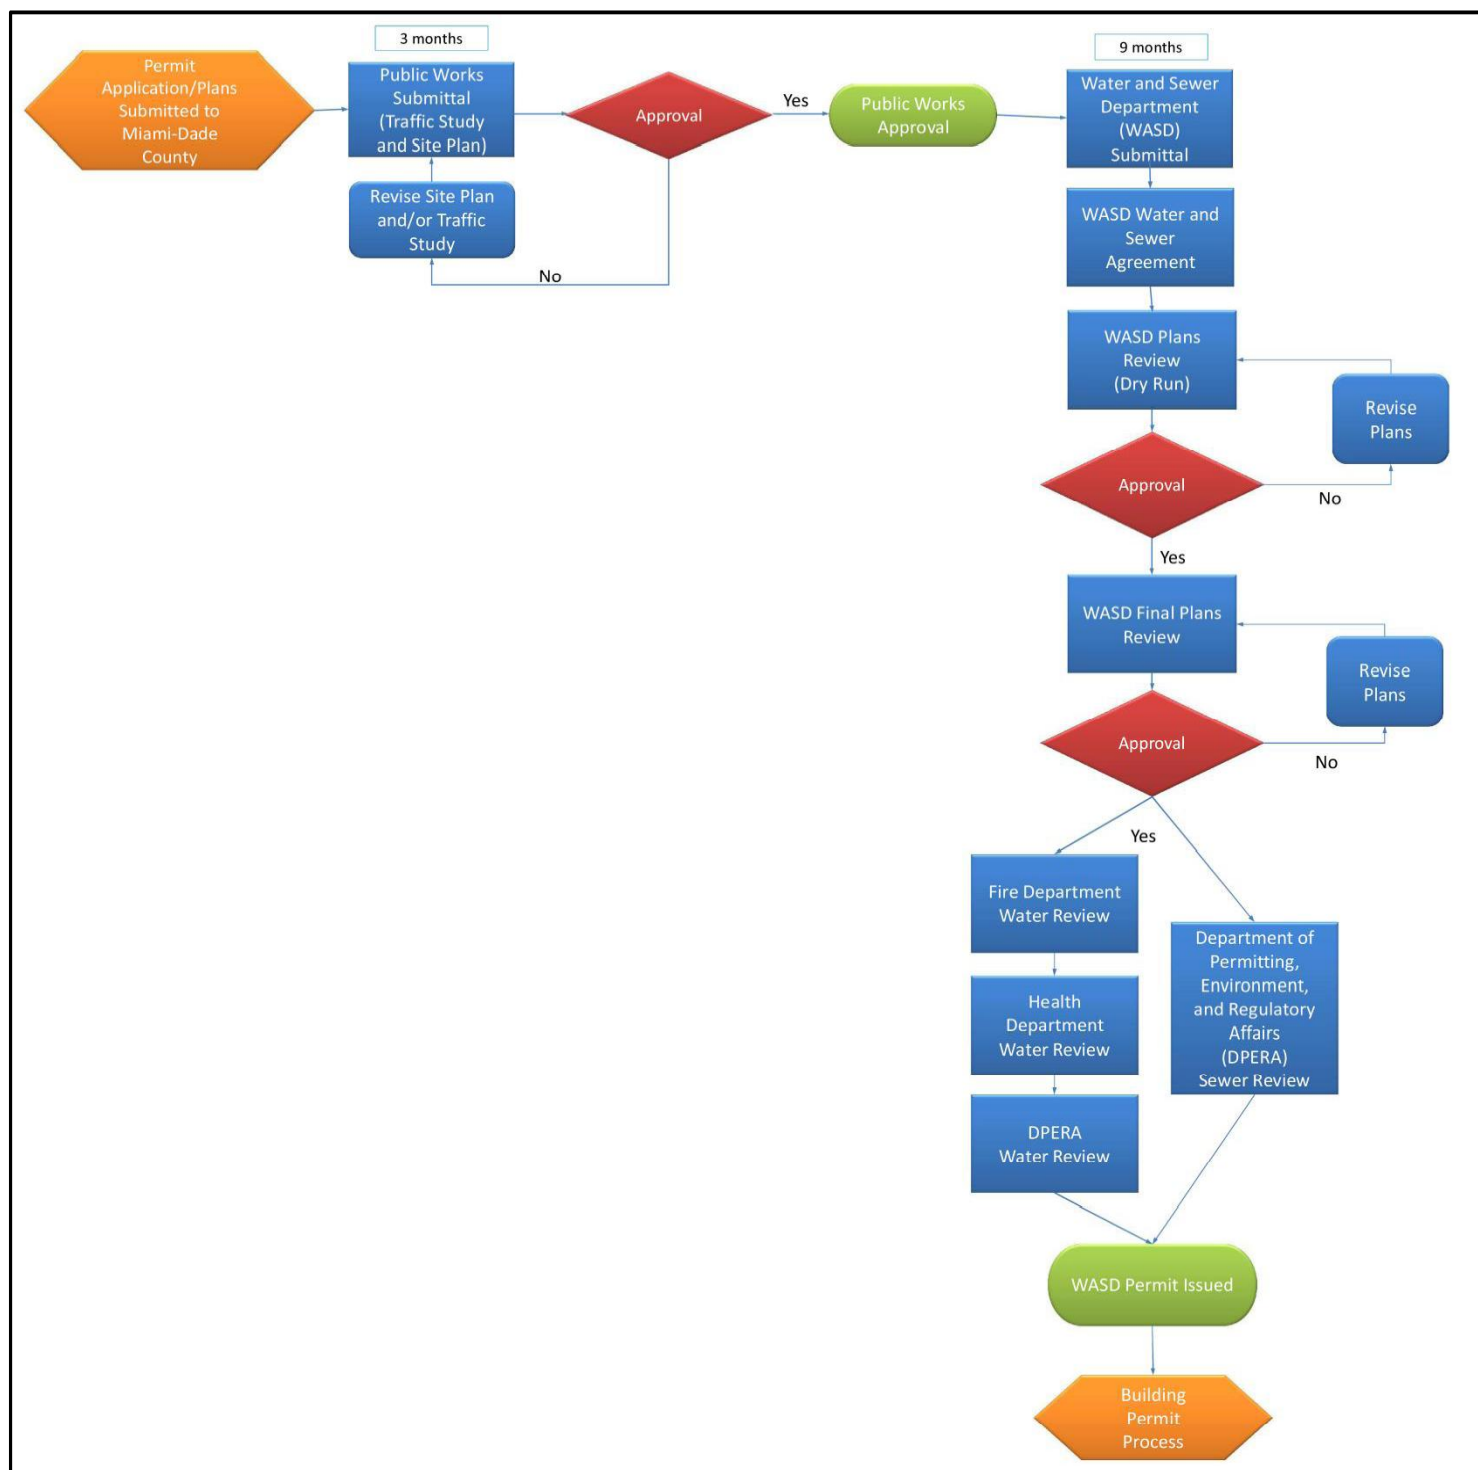 3 months
9 months
Permit
Application/Plans
Submitted to
Miami-Dade
County
Public Works
Submittal
(Traffic Study
and Site Plan)
Approval
Yes
Public Works
Approval
Water and Sewer
Department
(WASD)
Submittal
Revise Site Plan
and/or Traffic
Study
No
WASD Water and
Sewer
Agreement
WASD Plans
Review
(Dry Run)
Revise
Plans
Approval
No
Yes
WASD Final Plans
Review
Revise
Plans
Approval
No
Yes
Fire Department
Water Review
Department of
Permitting,
Environment,
and Regulatory
Affairs
(DPERA)
Sewer Review
Health
Department
Water Review
DPERA
Water Review
WASD Permit Issued
Building
Permit
Process